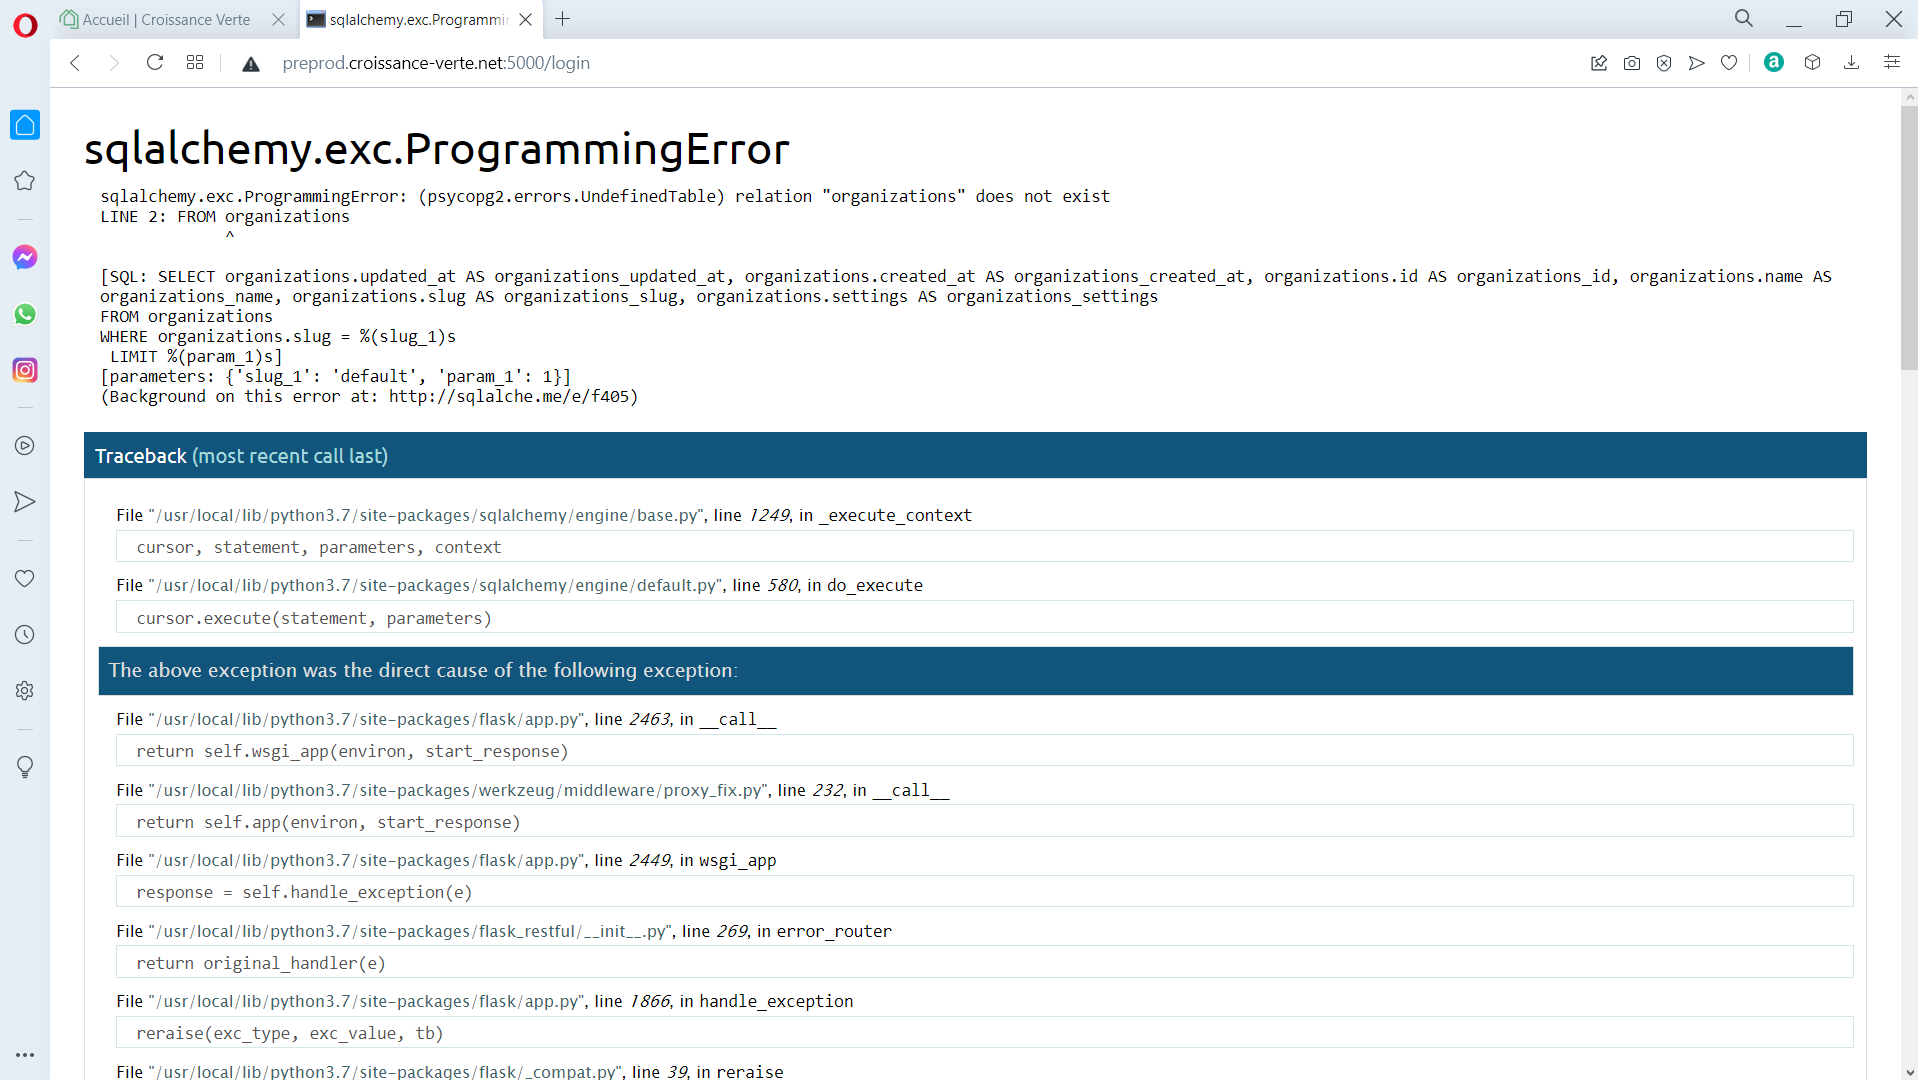 Accueil | Croissance Verte
sqlalchemy.exc.Programmin
preprod.croissance-verte.net:5000/login
sqlalchemy.exc.ProgrammingError
sqlalchemy.exc.ProgrammingError: (psycopg2.errors.UndefinedTable) relation "organizations" does not exist
LINE 2: FROM organizations
^
[SQL: SELECT organizations.updated_at AS organizations_updated_at, organizations.created_at AS organizations_created_at, organizations.id AS organizations_id, organizations.name AS
organizations_name, organizations.slug AS organizations_slug, organizations.settings AS organizations_settings
FROM organizations
WHERE organizations.slug = %(slug_1)s
LIMIT %(param_1)s]
[parameters: {'slug_1': 'default', 'param_1': 1}]
(Background on this error at: http://sqlalche.me/e/f405)
Traceback (most recent call last)
File "/usr/local/lib/python3.7/site-packages/sqlalchemy/engine/base.py", line 1249, in _execute_context
cursor, statement, parameters, context
File "/usr/local/lib/python3.7/site-packages/sqlalchemy/engine/default.py", line 580, in do_execute
cursor.execute(statement, parameters)
The above exception was the direct cause of the following exception:
File "/usr/local/lib/python3.7/site-packages/flask/app.py", line 2463, in __call__
return self.wsgi_app(environ, start_response)
File "/usr/local/lib/python3.7/site-packages/werkzeug/middleware/proxy_fix.py", line 232, in __call__
return self.app(environ, start_response)
File "/usr/local/lib/python3.7/site-packages/flask/app.py", line 2449, in wsgi_app
response = self.handle_exception(e)
File "/usr/local/lib/python3.7/site-packages/flask_restful/__init__.py", line 269, in error_router
return original_handler(e)
File "/usr/local/lib/python3.7/site-packages/flask/app.py", line 1866, in handle_exception
reraise(exc_type, exc_value, tb)
File "/usr/local/lib/python3.7/site-packages/flask/_compat.py", line 39, in reraise